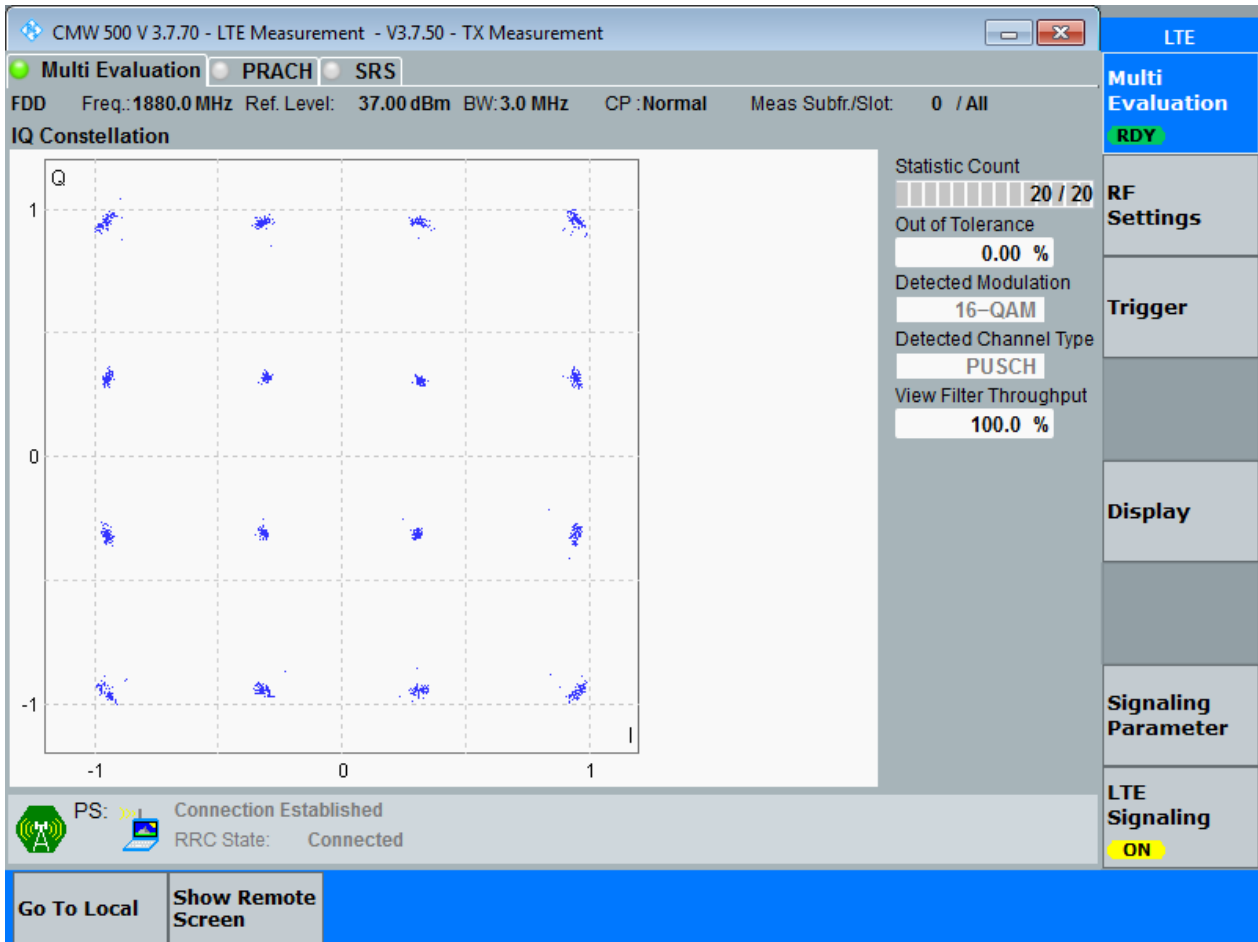 CMW 500 V 3.7.70 - LTE Measurement - V3.7.50 - TX Measurement
LTE
Multi Evaluation PRACH SRS
Multi
Evaluation
RDY
FDD Freq.: 1880.0 MHz Ref. Level: 37.00 dBm BW: 3.0 MHz CP : Normal Meas Subfr./Slot: 0 / All
IQ Constellation
Q
1
0
-1
I
-1 0 1
Statistic Count
20 / 20
Out of Tolerance
0.00 %
Detected Modulation
16-QAM
Detected Channel Type
PUSCH
View Filter Throughput
100.0 %
RF
Settings
Trigger
Display
Signaling
Parameter
LTE
Signaling
ON
PS: Connection Established
RRC State: Connected
Go To Local
Show Remote
Screen